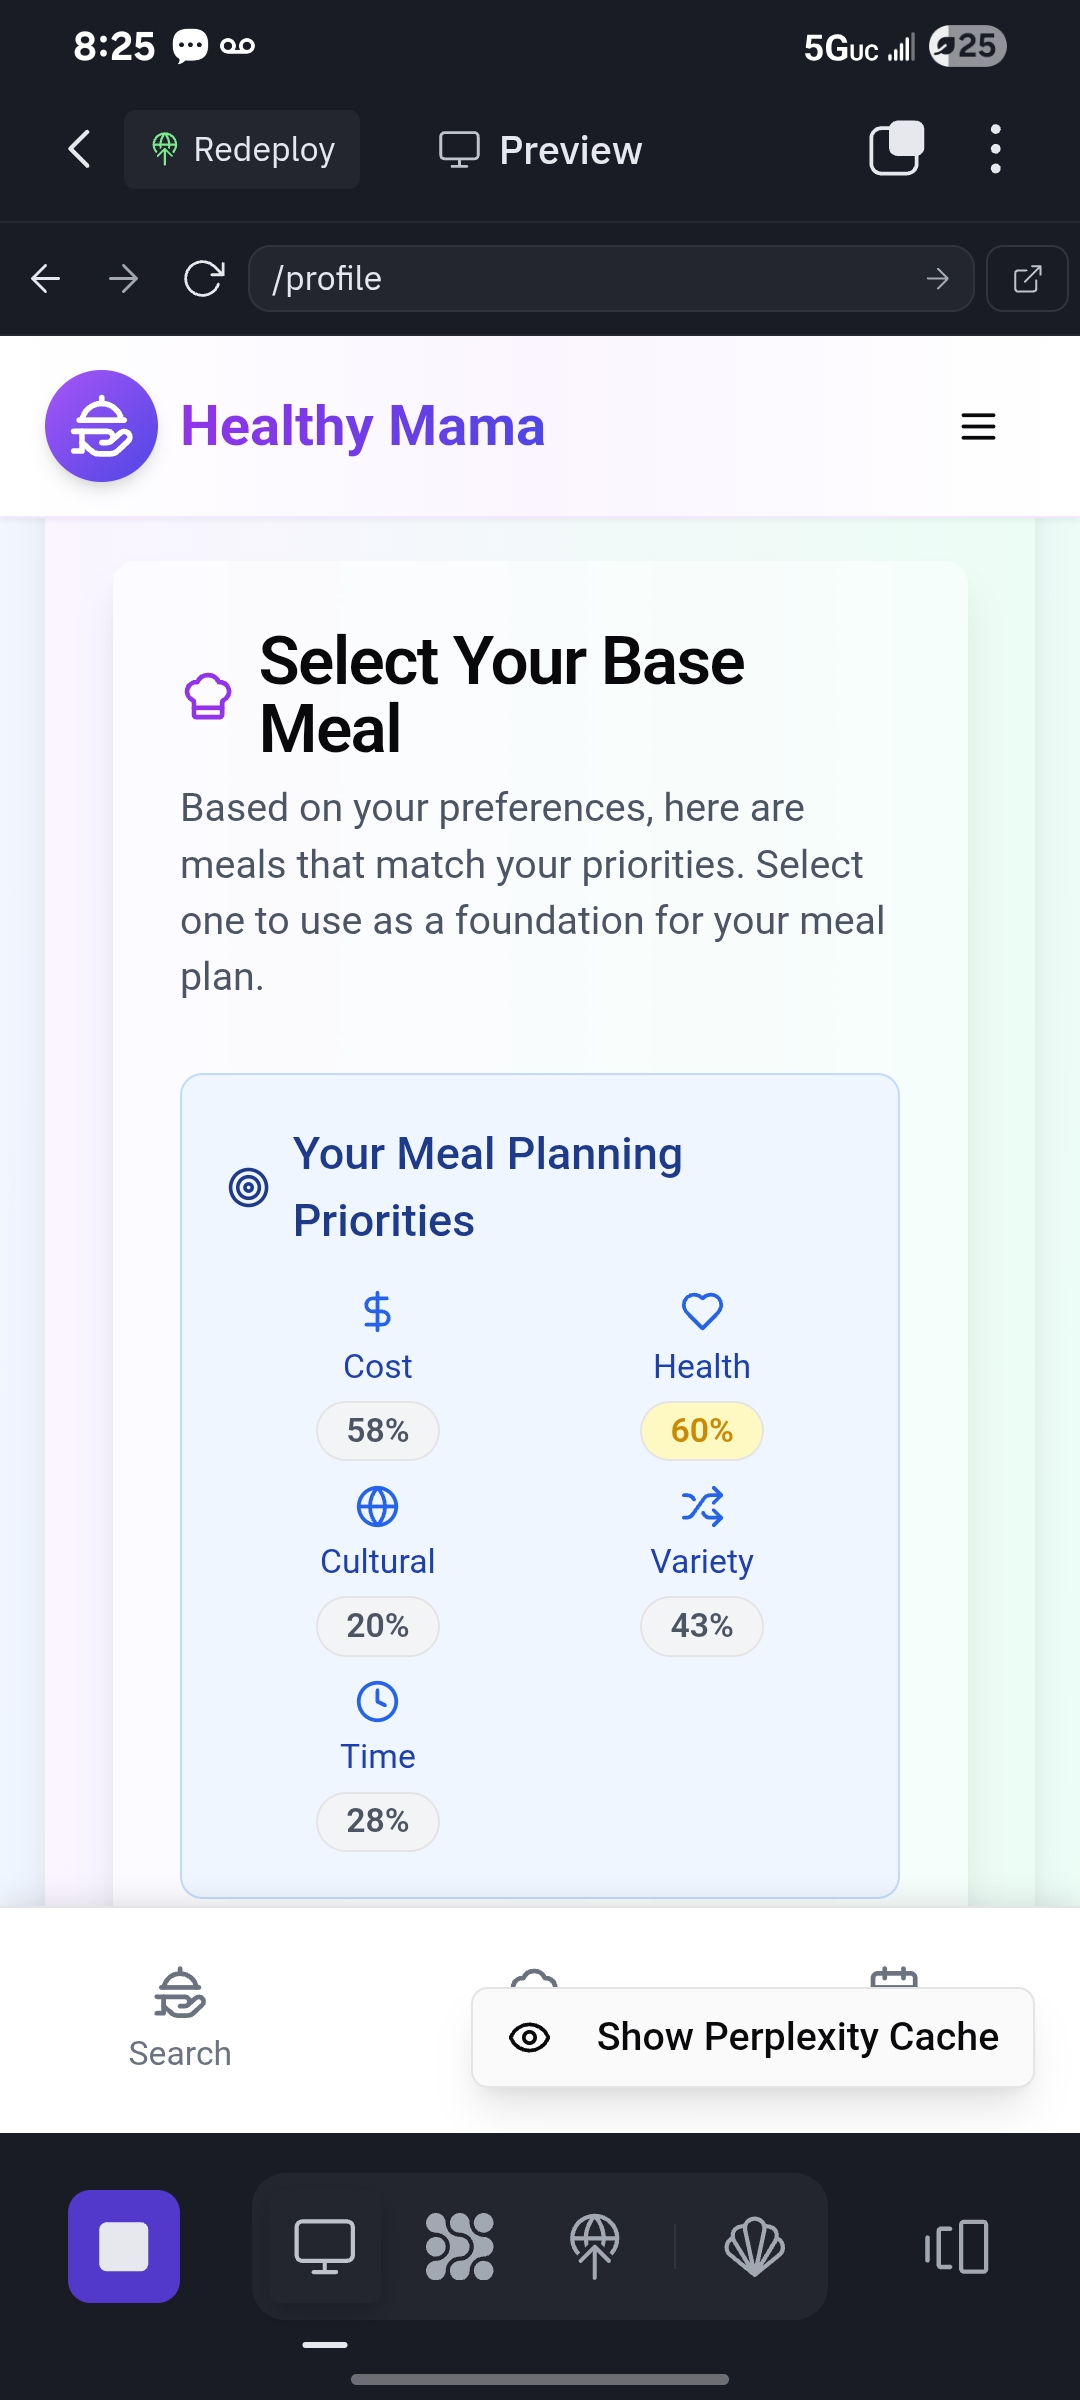 8:25
5GUC
25
Redeploy
Preview
/profile
Healthy Mama
Select Your Base
Meal
Based on your preferences, here are
meals that match your priorities. Select
one to use as a foundation for your meal
plan.
Your Meal Planning
Priorities
Cost
Health
58%
60%
Cultural
Variety
20%
43%
Time
28%
Search
Show Perplexity Cache